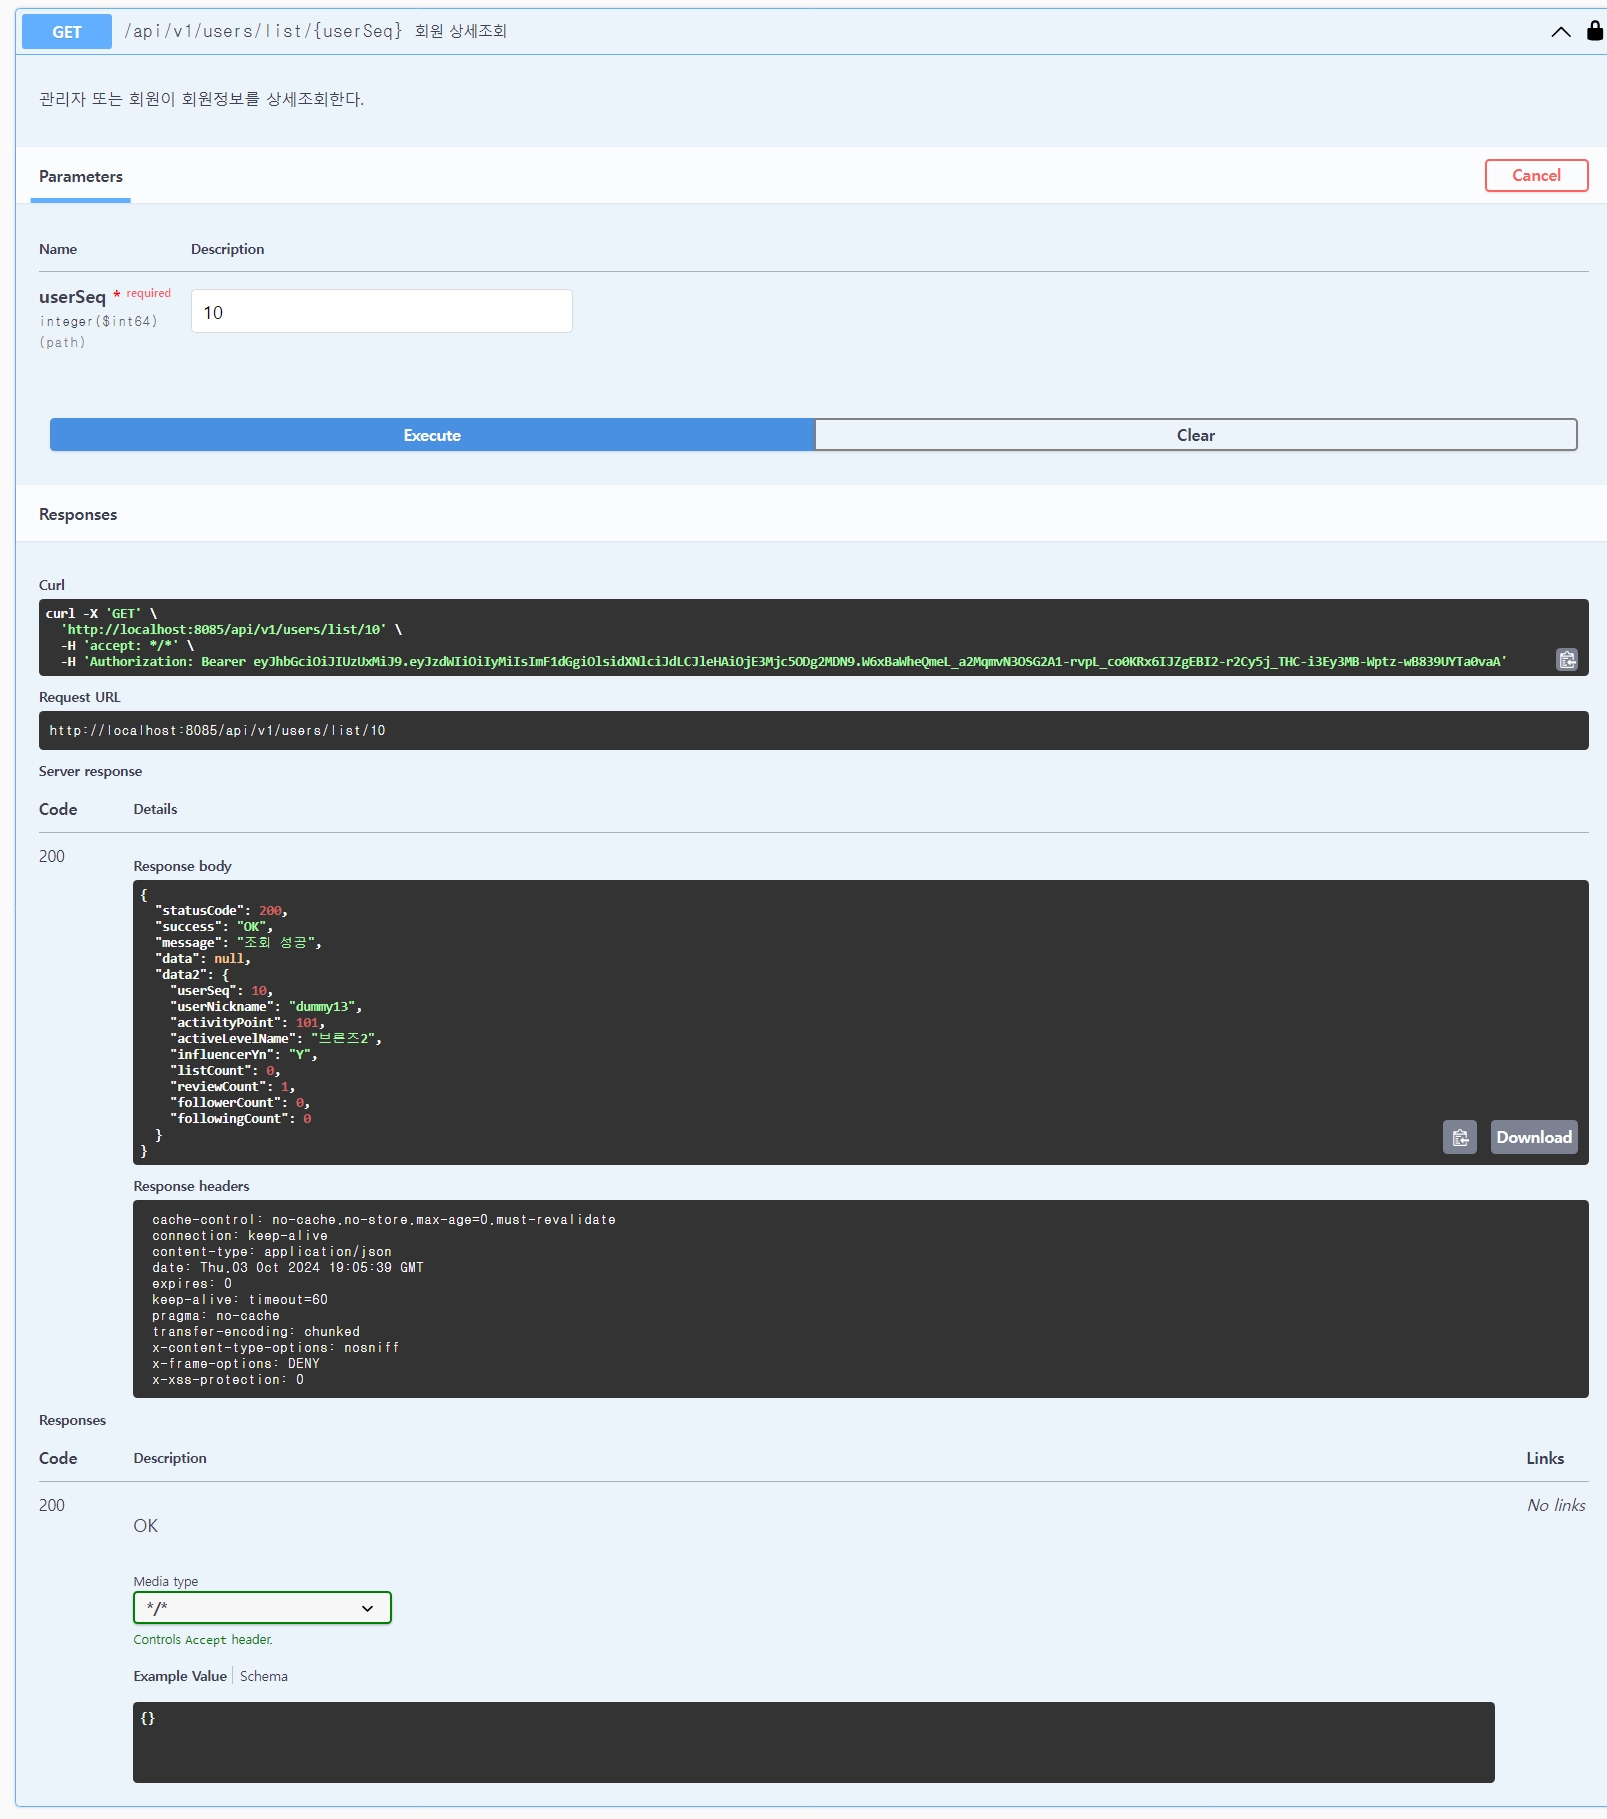 GET /api/v1/users/list/{userSeq} 회원 상세조회
관리자 또는 회원이 회원정보를 상세조회한다.
Parameters
Cancel
Name Description
userSeq * required
integer($int64)
(path)
10
Execute Clear
Responses
Curl
curl -X 'GET' \
'http://localhost:8085/api/v1/users/list/10' \
-H 'accept: */*' \
-H 'Authorization: Bearer eyJhbGciOiJIUzUxMiJ9.eyJzdWIiOiIyMiIsImF1dGgiOlsidXNlciJdLCJleHAiOjE3Mjc5ODg2MDN9.W6xBaWheQmeL_a2MqmvN3OSG2A1-rvpL_co0KRx6IJZgEBI2-r2Cy5j_THC-i3Ey3MB-Wptz-wB839UYTa0vaA'
Request URL
http://localhost:8085/api/v1/users/list/10
Server response
Code Details
200
Response body
{
"statusCode": 200,
"success": "OK",
"message": "조회 성공",
"data": null,
"data2": {
"userSeq": 10,
"userNickname": "dummy13",
"activityPoint": 101,
"activeLevelName": "브론즈2",
"influencerYn": "Y",
"listCount": 0,
"reviewCount": 1,
"followerCount": 0,
"followingCount": 0
}
}
Download
Response headers
cache-control: no-cache,no-store,max-age=0,must-revalidate
connection: keep-alive
content-type: application/json
date: Thu,03 Oct 2024 19:05:39 GMT
expires: 0
keep-alive: timeout=60
pragma: no-cache
transfer-encoding: chunked
x-content-type-options: nosniff
x-frame-options: DENY
x-xss-protection: 0
Responses
Code Description Links
200 No links
OK
Media type
*/*
Controls Accept header.
Example Value Schema
{}